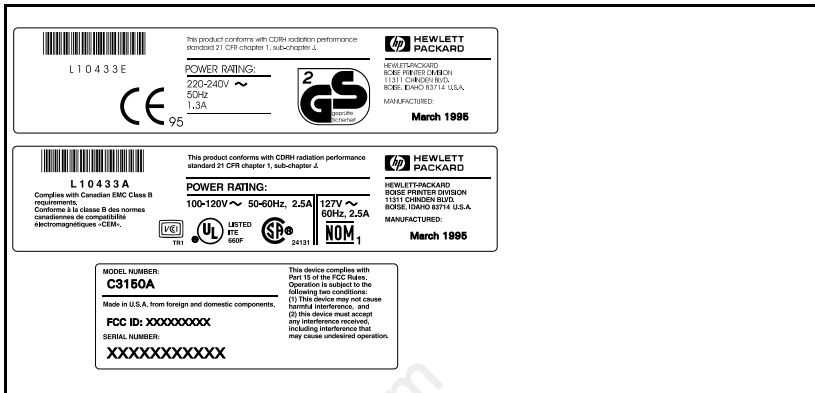 This product conforms with CDRH radiation performance
standard 21 CFR chapter 1, sub-chapter J.
hp HEWLETT
PACKARD
L10433E
POWER RATING:
220-240V ~
50Hz
1.3A
CE 95
2
GS
geprüfte
Sicherheit
HEWLETT-PACKARD
BOISE PRINTER DIVISION
11311 CHINDEN BLVD.
BOISE, IDAHO 83714 U.S.A.
MANUFACTURED:
March 1995
This product conforms with CDRH radiation performance
standard 21 CFR chapter 1, sub-chapter J.
hp HEWLETT
PACKARD
L10433A
Complies with Canadian EMC Class B
requirements.
Conforme à la classe B des normes
canadiennes de compatibilité
électromagnétiques «CEM».
POWER RATING:
100-120V ~ 50-60Hz, 2.5A
127V ~
60Hz, 2.5A
VCI
TR1
UL
LISTED
ITE
660F
SA
24131
NOM 1
HEWLETT-PACKARD
BOISE PRINTER DIVISION
11311 CHINDEN BLVD.
BOISE, IDAHO 83714 U.S.A.
MANUFACTURED:
March 1995
MODEL NUMBER:
C3150A
Made in U.S.A, from foreign and domestic components.
FCC ID: XXXXXXXXX
SERIAL NUMBER:
XXXXXXXXXXX
This device complies with
Part 15 of the FCC Rules.
Operation is subject to the
following two conditions:
(1) This device may not cause
harmful interference, and
(2) this device must accept
any interference received,
including interference that
may cause undesired operation.